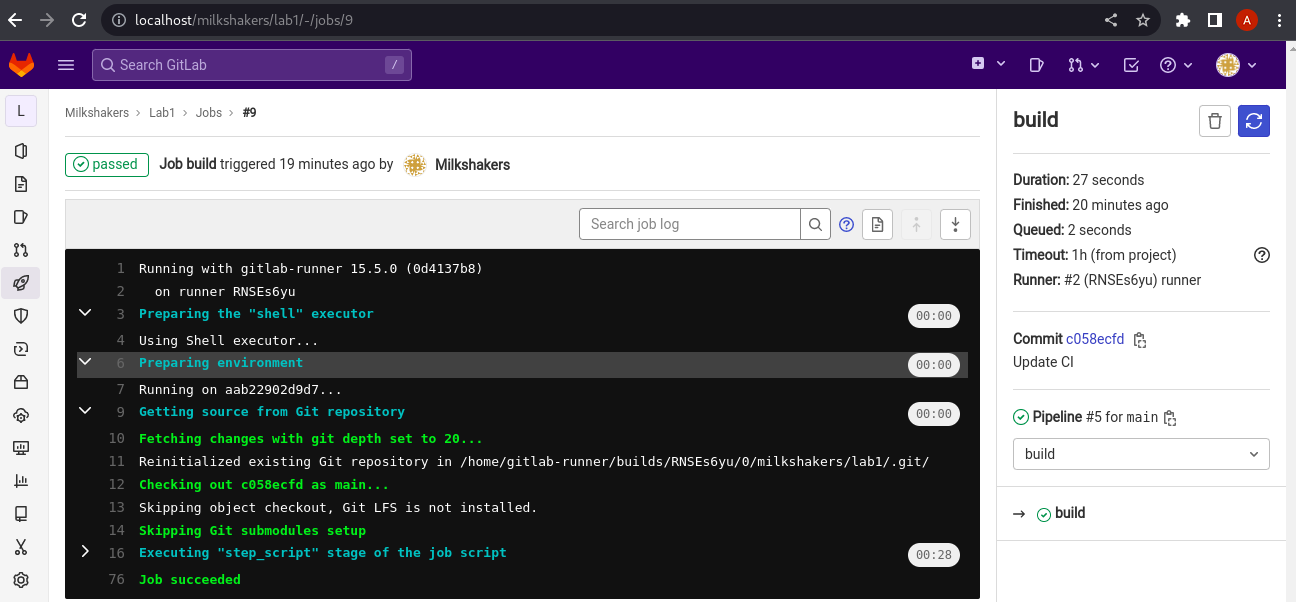 localhost/milkshakers/lab1/-/jobs/9
A
Search GitLab /
L
Milkshakers › Lab1 › Jobs › #9
passed Job build triggered 19 minutes ago by Milkshakers
Search job log
1 Running with gitlab-runner 15.5.0 (0d4137b8)
2 on runner RNSEs6yu
3 Preparing the "shell" executor 00:00
4 Using Shell executor...
6 Preparing environment 00:00
7 Running on aab22902d9d7...
9 Getting source from Git repository 00:00
10 Fetching changes with git depth set to 20...
11 Reinitialized existing Git repository in /home/gitlab-runner/builds/RNSEs6yu/0/milkshakers/lab1/.git/
12 Checking out c058ecfd as main...
13 Skipping object checkout, Git LFS is not installed.
14 Skipping Git submodules setup
16 Executing "step_script" stage of the job script 00:28
76 Job succeeded
build
Duration: 27 seconds
Finished: 20 minutes ago
Queued: 2 seconds
Timeout: 1h (from project)
Runner: #2 (RNSEs6yu) runner
Commit c058ecfd
Update CI
Pipeline #5 for main
build
→ build